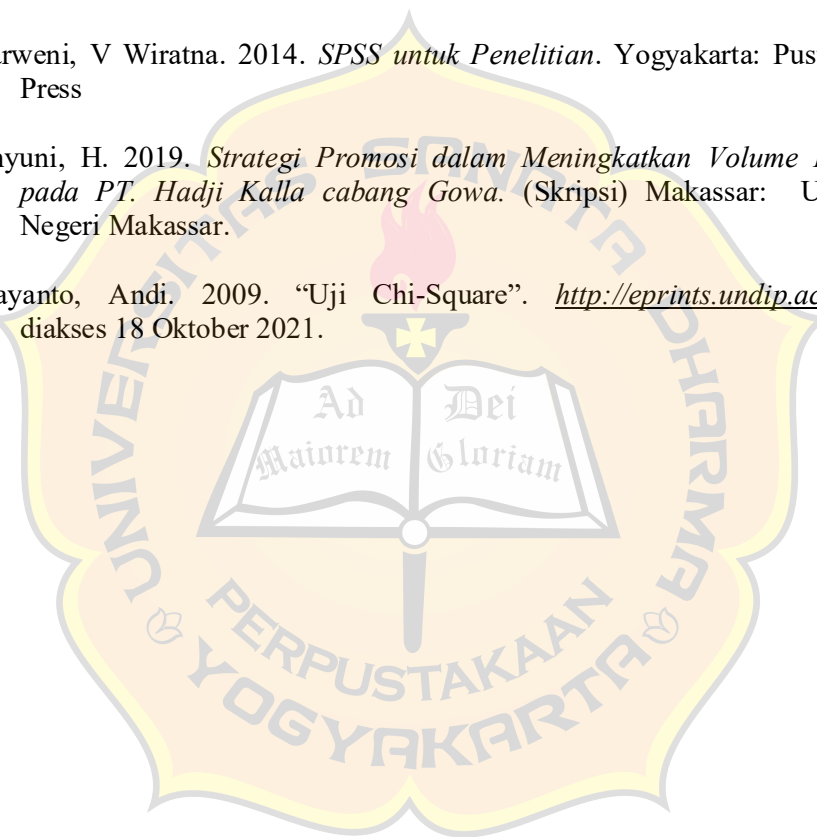 rweni, V Wiratna. 2014. SPSS untuk Penelitian. Yogyakarta: Pust
Press
yuni, H. 2019. Strategi Promosi dalam Meningkatkan Volume
pada PT. Hadji Kalla cabang Gowa. (Skripsi) Makassar: U
Negeri Makassar.
ayanto, Andi. 2009. “Uji Chi-Square”. http://eprints.undip.ac
diakses 18 Oktober 2021.
UNIVERSITAS SANATA DHARMA
Ad Dei
Maiorem Gloriam
PERPUSTAKAAN
YOGYAKARTA